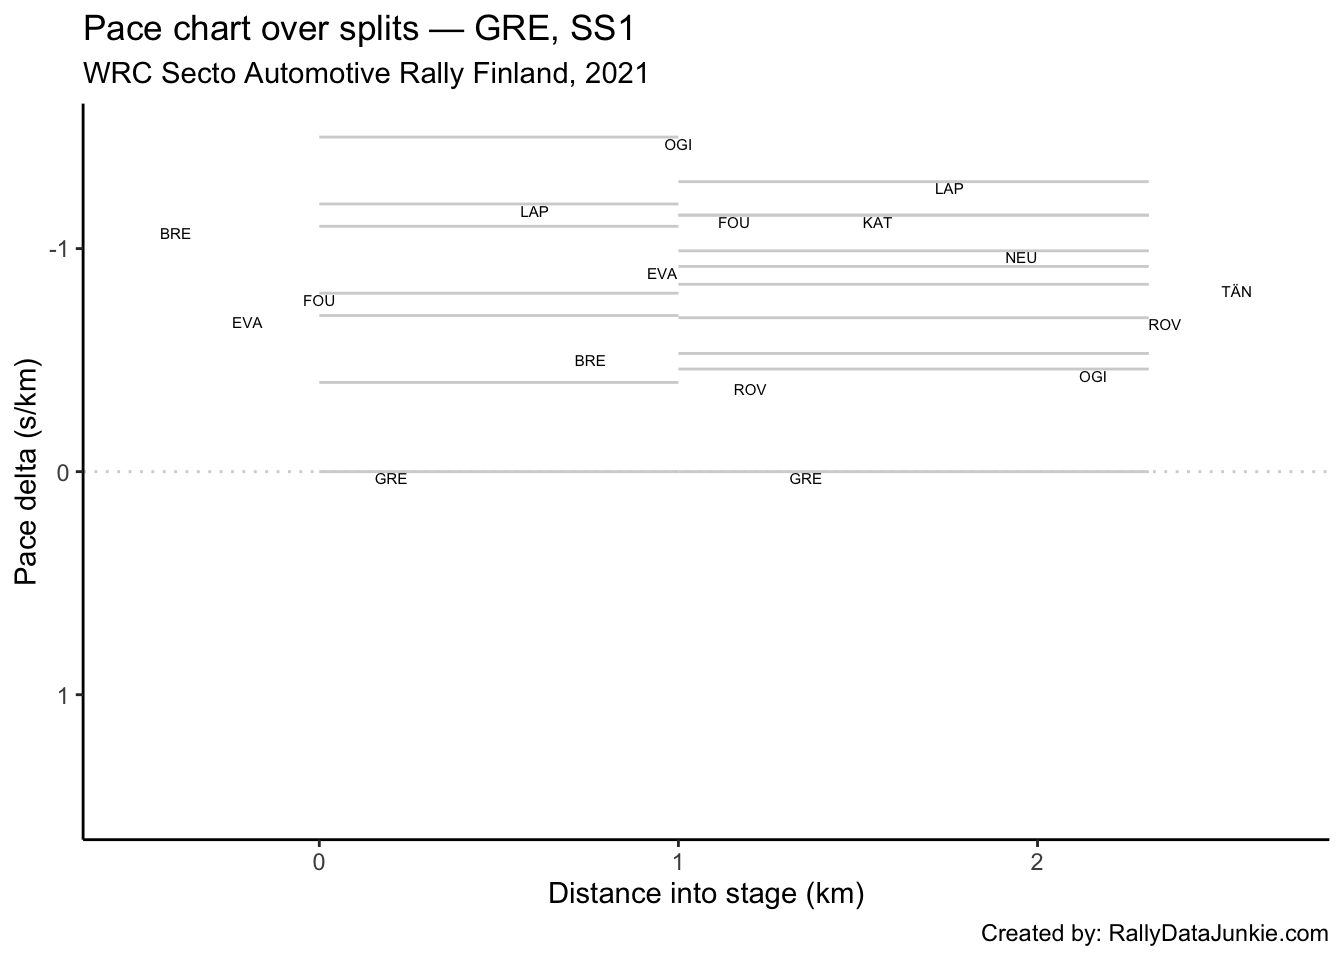 Pace chart over splits — GRE, SS1
WRC Secto Automotive Rally Finland, 2021
OGI
LAP
LAP
FOU
KAT
BRE
-1
NEU
EVA
TÄN
FOU
EVA
ROV
BRE
OGI
ROV
0
GRE
GRE
1
Pace delta (s/km)
0
1
2
Distance into stage (km)
Created by: RallyDataJunkie.com